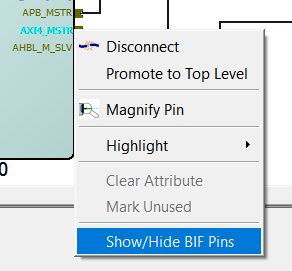 APB_MSTR
AXI4_MSTR
AHBL_M_SLV
0
Disconnect
Promote to Top Level
Magnify Pin
Highlight
Clear Attribute
Mark Unused
Show/Hide BIF Pins